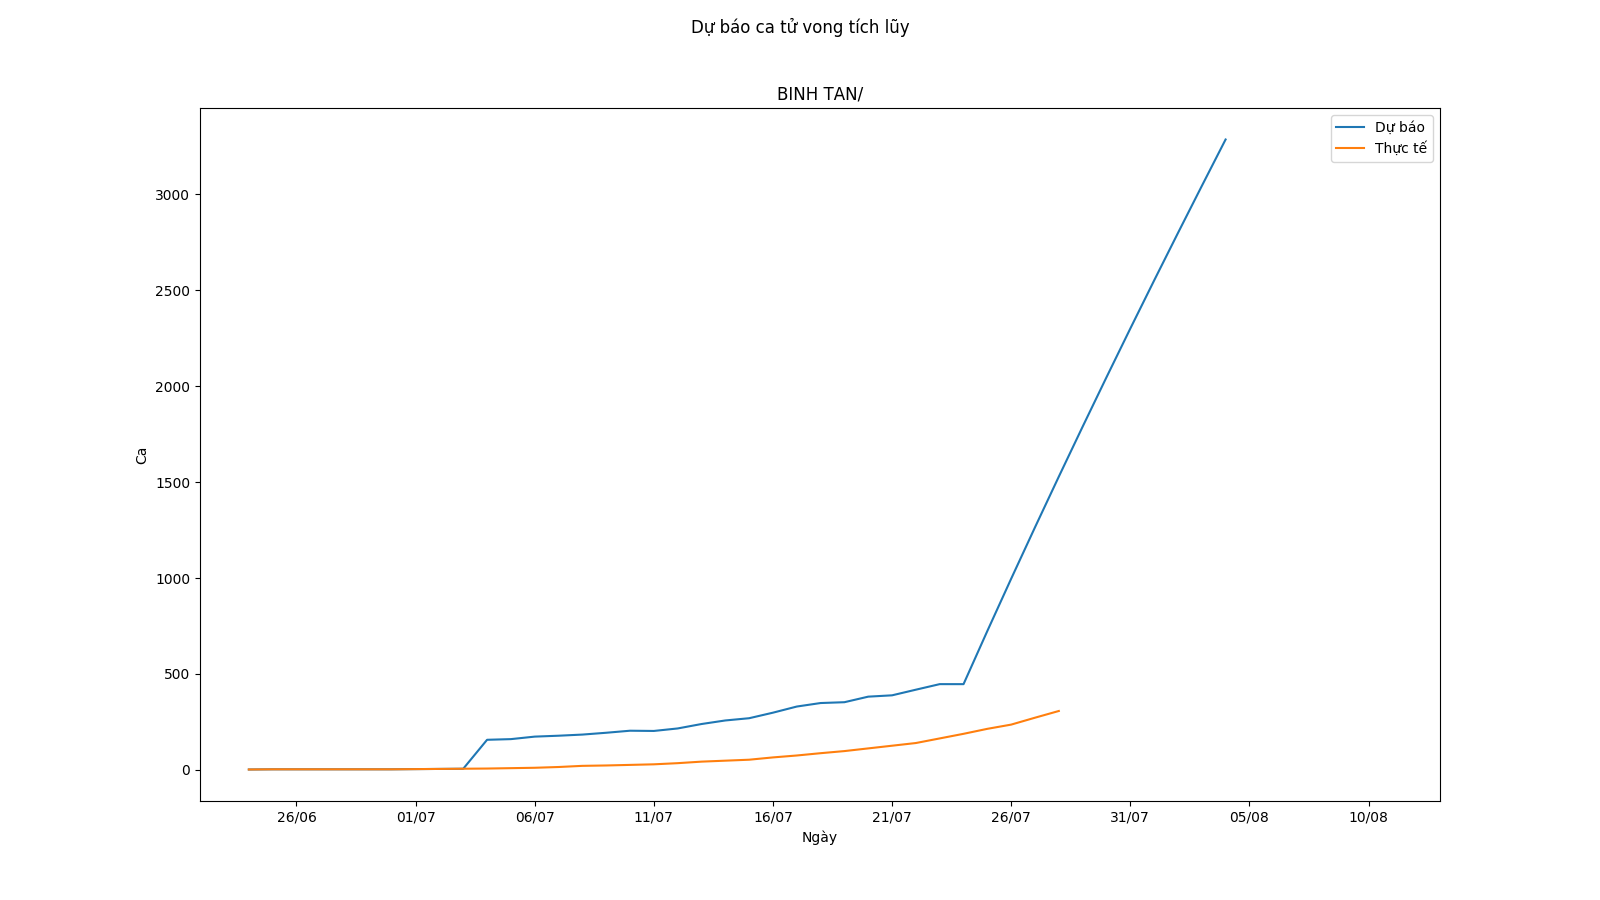 Dự báo ca tử vong tích lũy
BINH TAN/
Dự báo
Thực tế
3000
2500
2000
1500
1000
500
0
Ca
26/06
01/07
06/07
11/07
16/07
21/07
26/07
31/07
05/08
10/08
Ngày